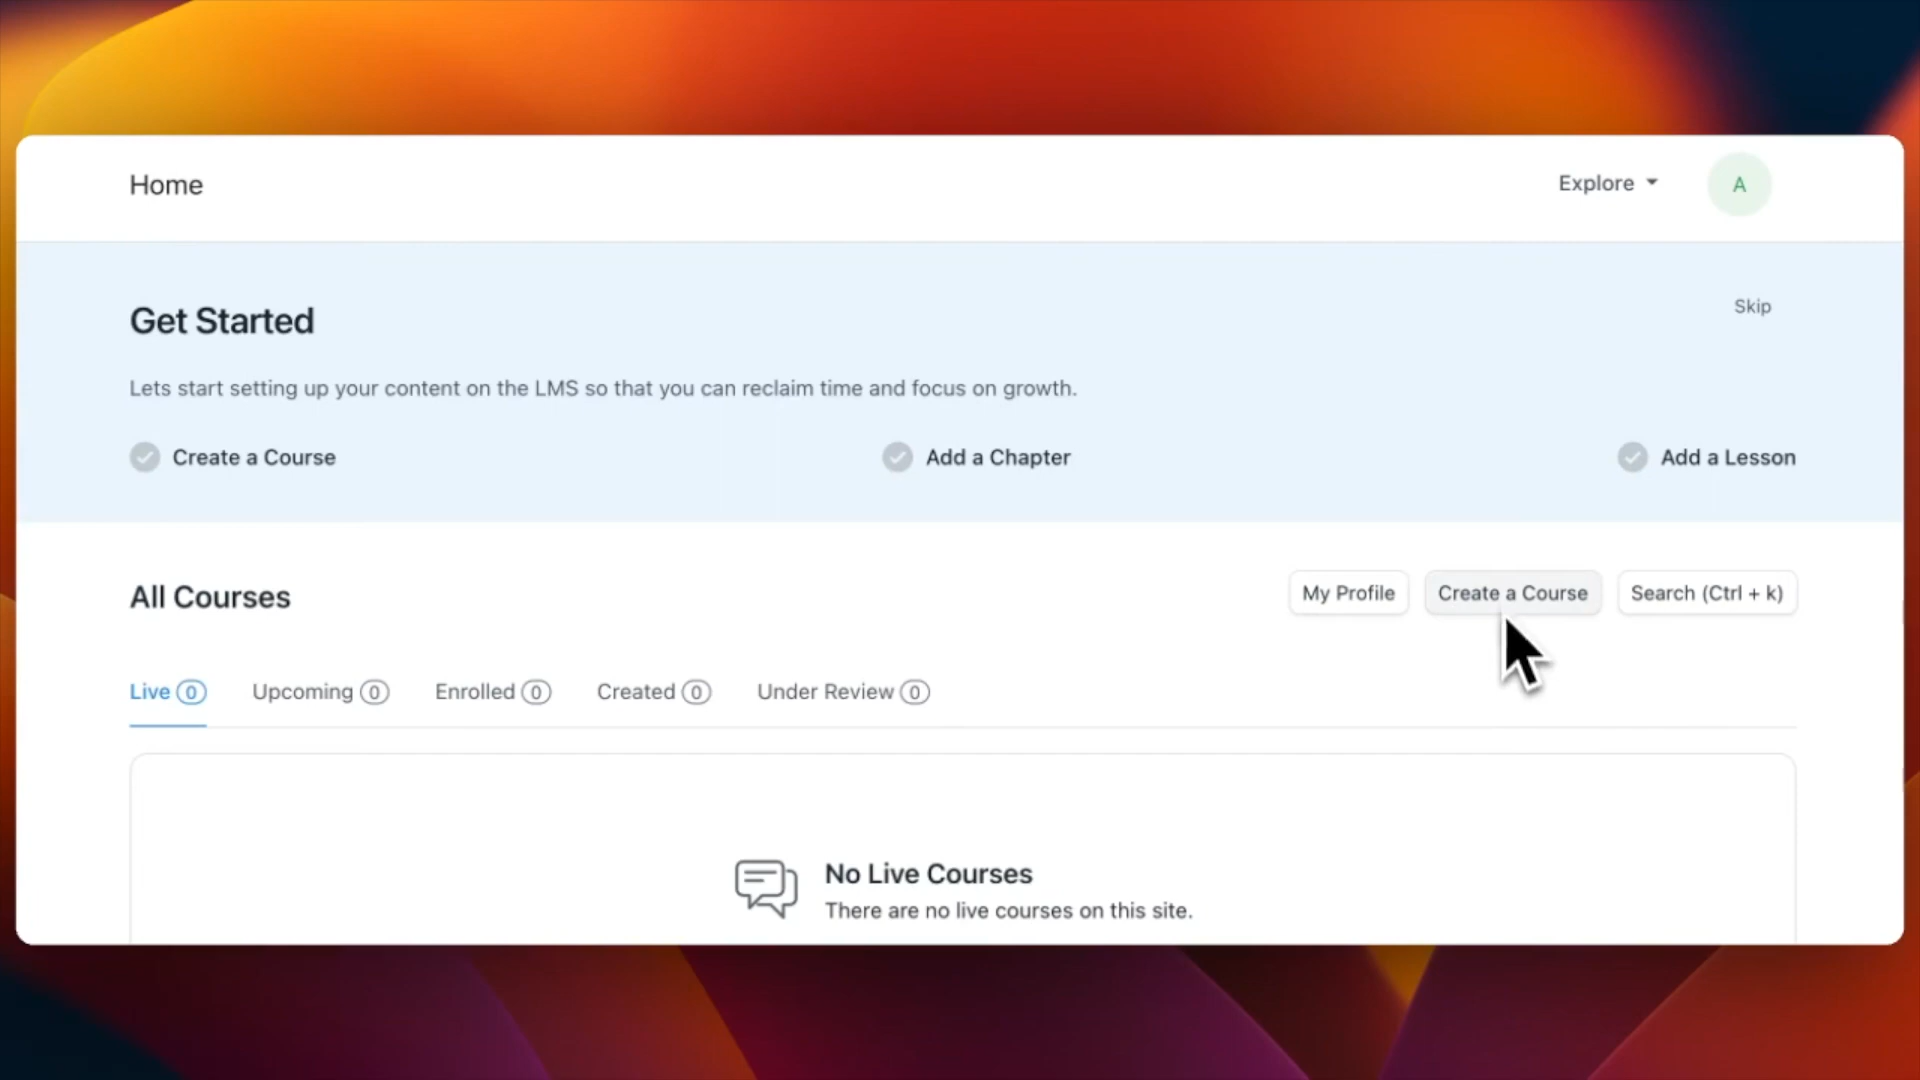 Home
Explore
A
Get Started
Skip
Lets start setting up your content on the LMS so that you can reclaim time and focus on growth.
Create a Course
Add a Chapter
Add a Lesson
All Courses
My Profile
Create a Course
Search (Ctrl + k)
Live 0
Upcoming 0
Enrolled 0
Created 0
Under Review 0
No Live Courses
There are no live courses on this site.